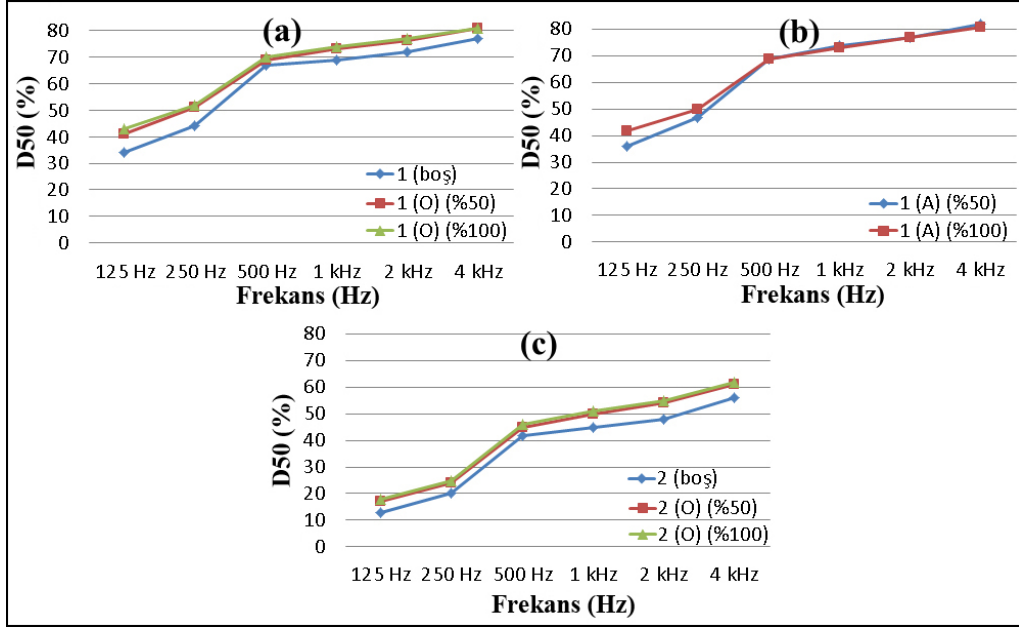 (a)
D50 (%)
80
70
60
50
40
30
20
10
0
1 (boş)
1 (O) (%50)
1 (O) (%100)
125 Hz 250 Hz 500 Hz 1 kHz 2 kHz 4 kHz
Frekans (Hz)
(b)
D50 (%)
80
70
60
50
40
30
20
10
0
1 (A) (%50)
1 (A) (%100)
125 Hz 250 Hz 500 Hz 1 kHz 2 kHz 4 kHz
Frekans (Hz)
(c)
D50 (%)
80
70
60
50
40
30
20
10
0
2 (boş)
2 (O) (%50)
2 (O) (%100)
125 Hz 250 Hz 500 Hz 1 kHz 2 kHz 4 kHz
Frekans (Hz)